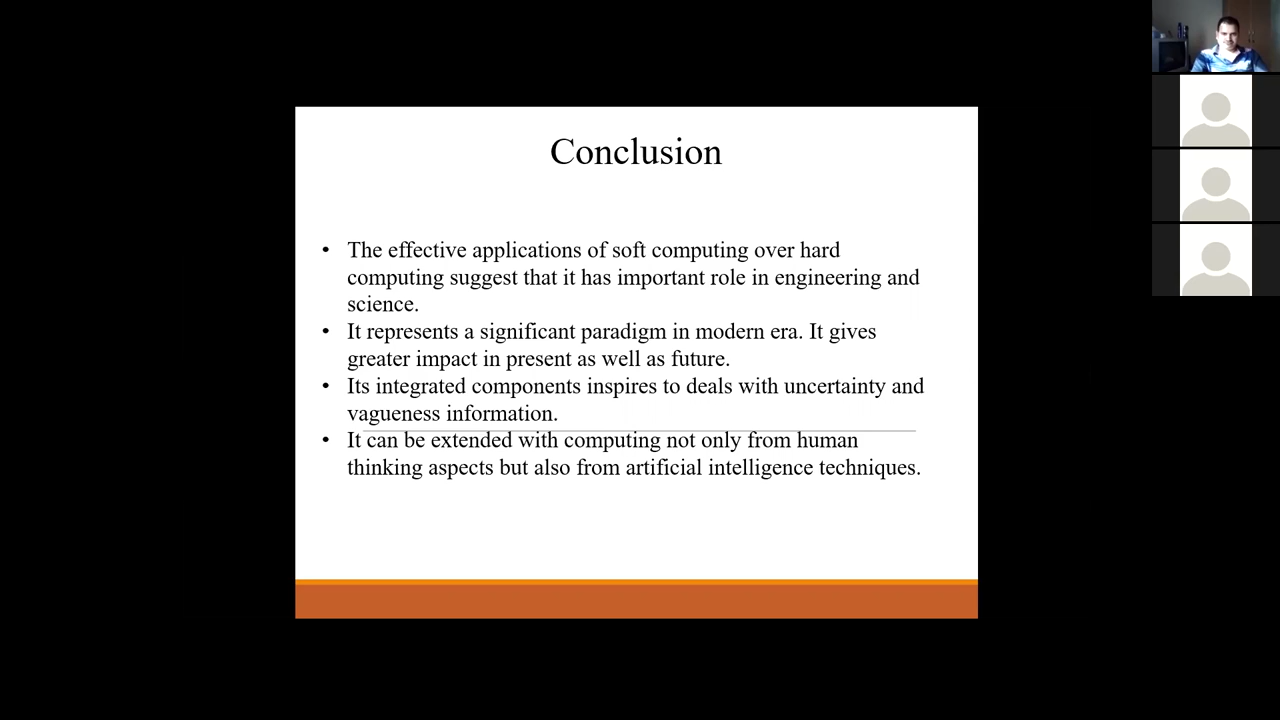 Conclusion
• The effective applications of soft computing over hard
computing suggest that it has important role in engineering and
science.
• It represents a significant paradigm in modern era. It gives
greater impact in present as well as future.
• Its integrated components inspires to deals with uncertainty and
vagueness information.
• It can be extended with computing not only from human
thinking aspects but also from artificial intelligence techniques.